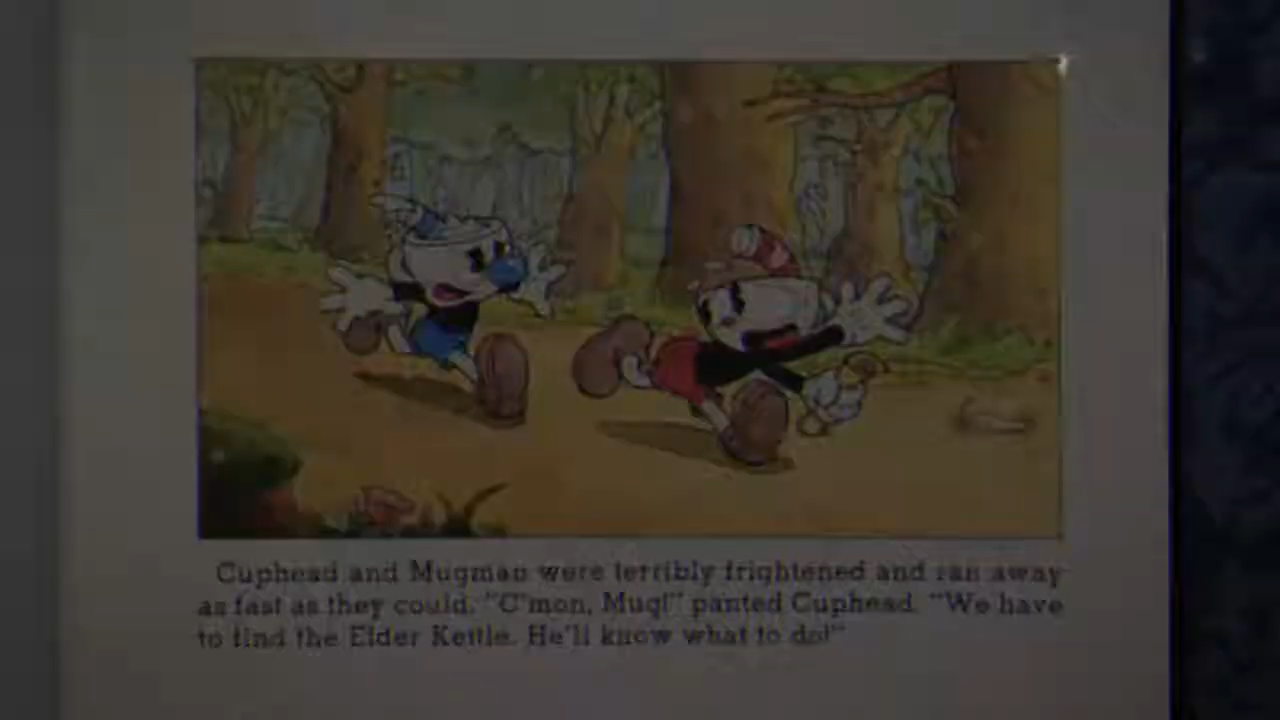 Cuphead and Mugman were terribly frightened and ran away
as fast as they could. "C'mon, Mug!" panted Cuphead. "We have
to find the Elder Kettle. He'll know what to do!"